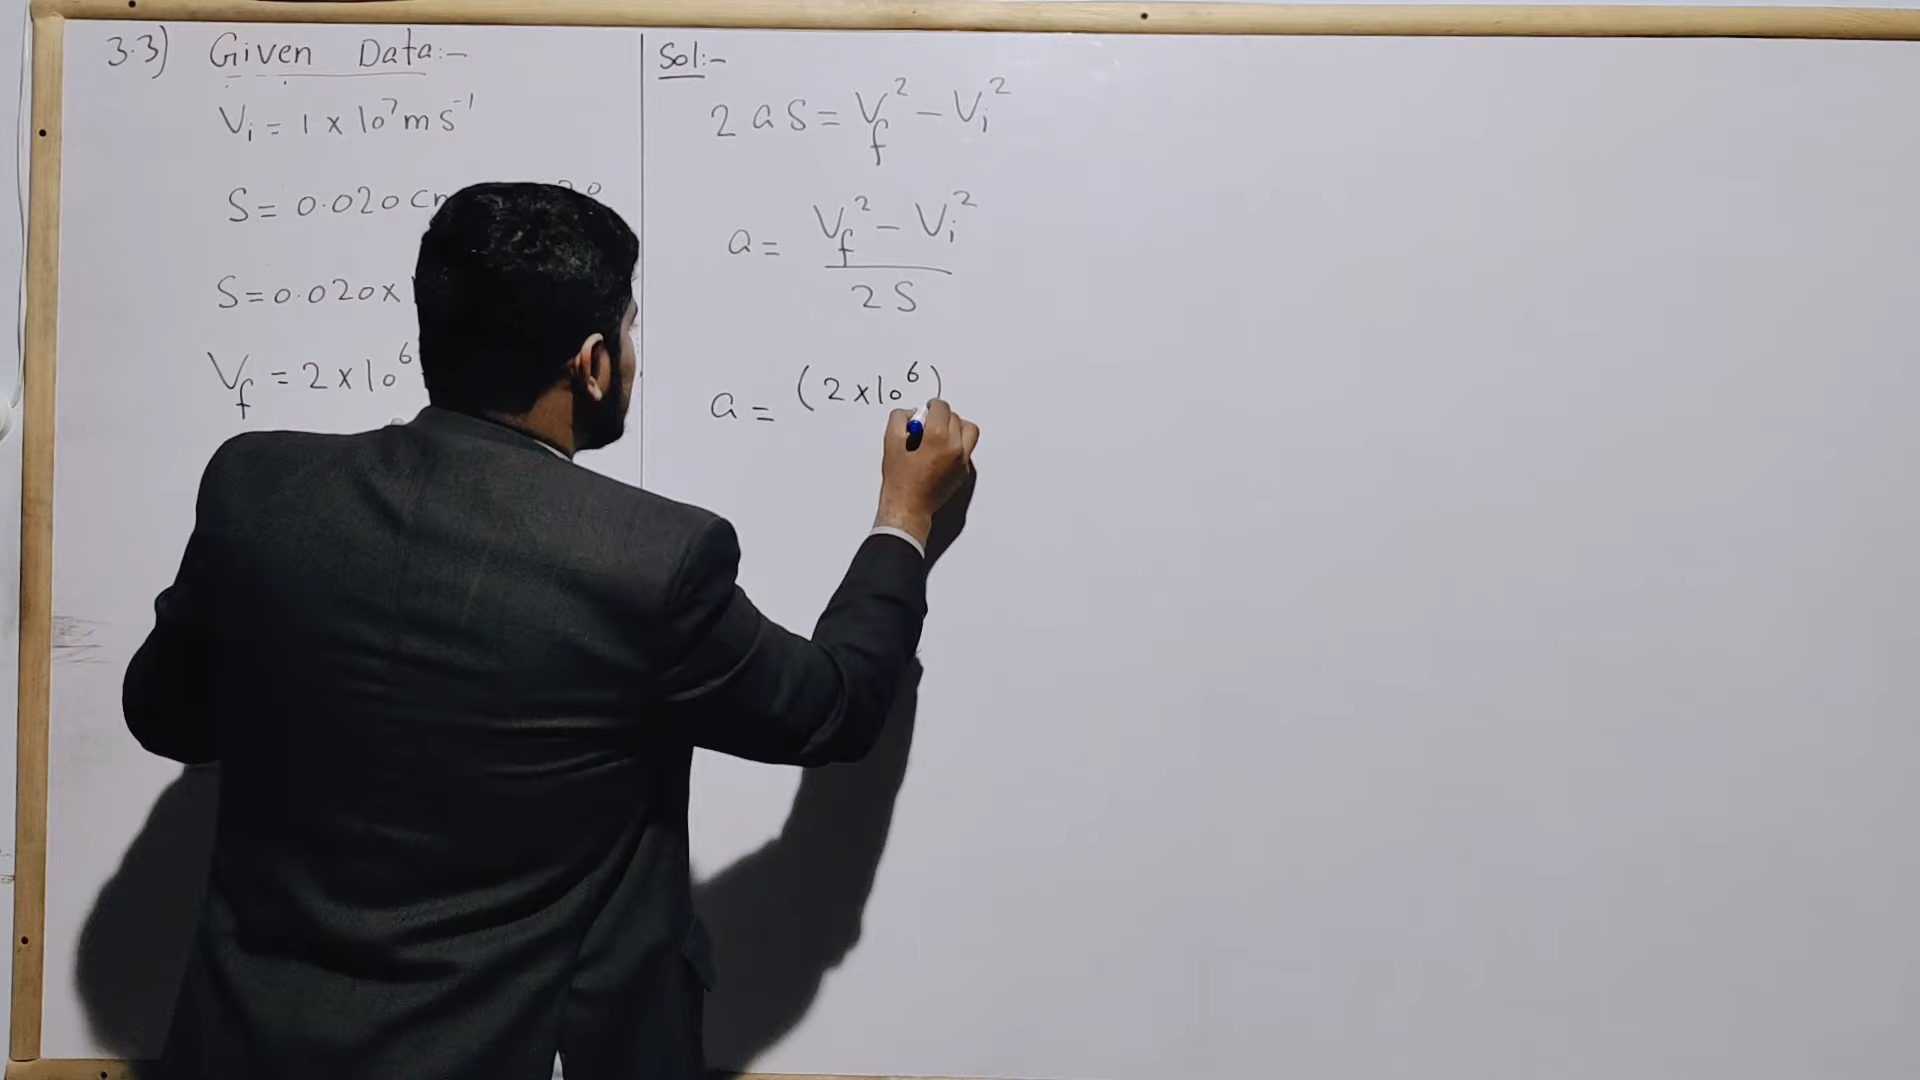 3.3) Given Data:-
Vi = 1 x 10⁷ m s⁻¹
S = 0.020 cm
S = 0.020 x
Vf = 2 x 10⁶
Sol:-
2 a S = Vf² - Vi²
a = Vf² - Vi²
2 S
a = (2 x 10⁶)